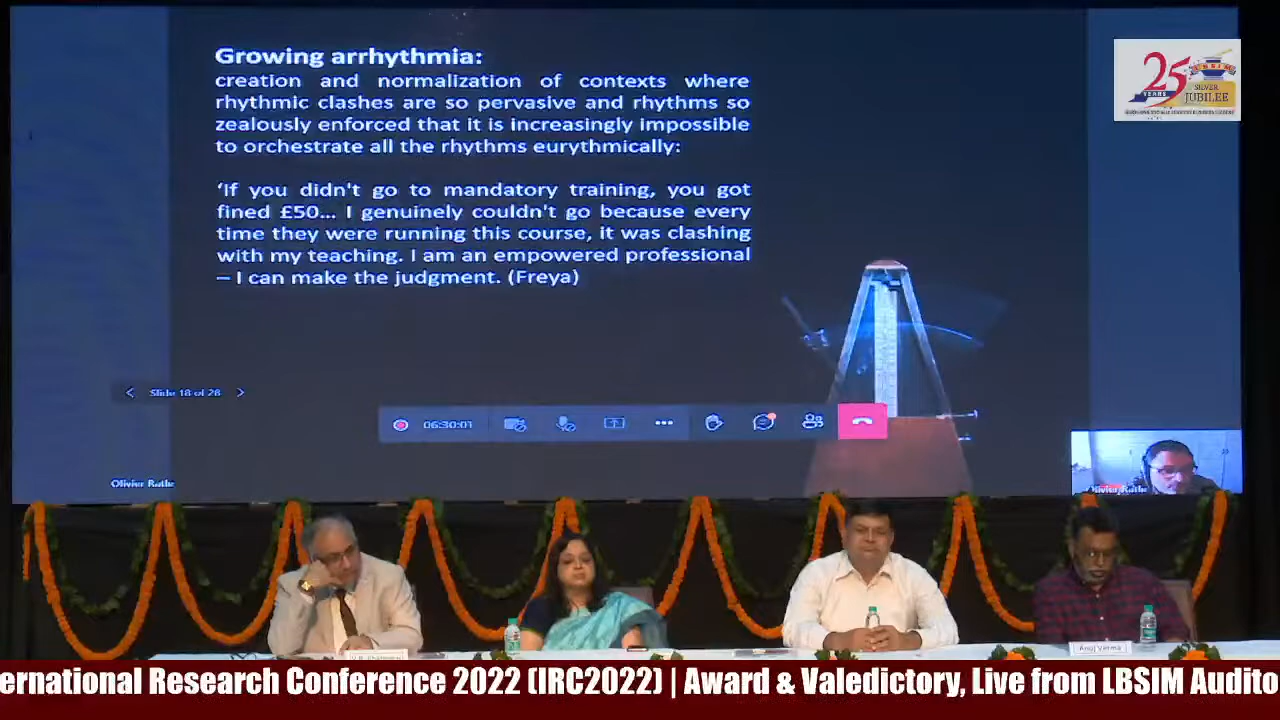 Growing arrhythmia:
creation and normalization of contexts where
rhythmic clashes are so pervasive and rhythms so
zealously enforced that it is increasingly impossible
to orchestrate all the rhythms eurythmically:
‘If you didn't go to mandatory training, you got
fined £50... I genuinely couldn't go because every
time they were running this course, it was clashing
with my teaching. I am an empowered professional
– I can make the judgment. (Freya)
25
YEARS
SILVER
JUBILEE
Slide 18 of 28
06:30:01
Olivier Ratle
Olivier Ratle
Anuj Verma
ernational Research Conference 2022 (IRC2022) | Award & Valedictory, Live from LBSIM Audito